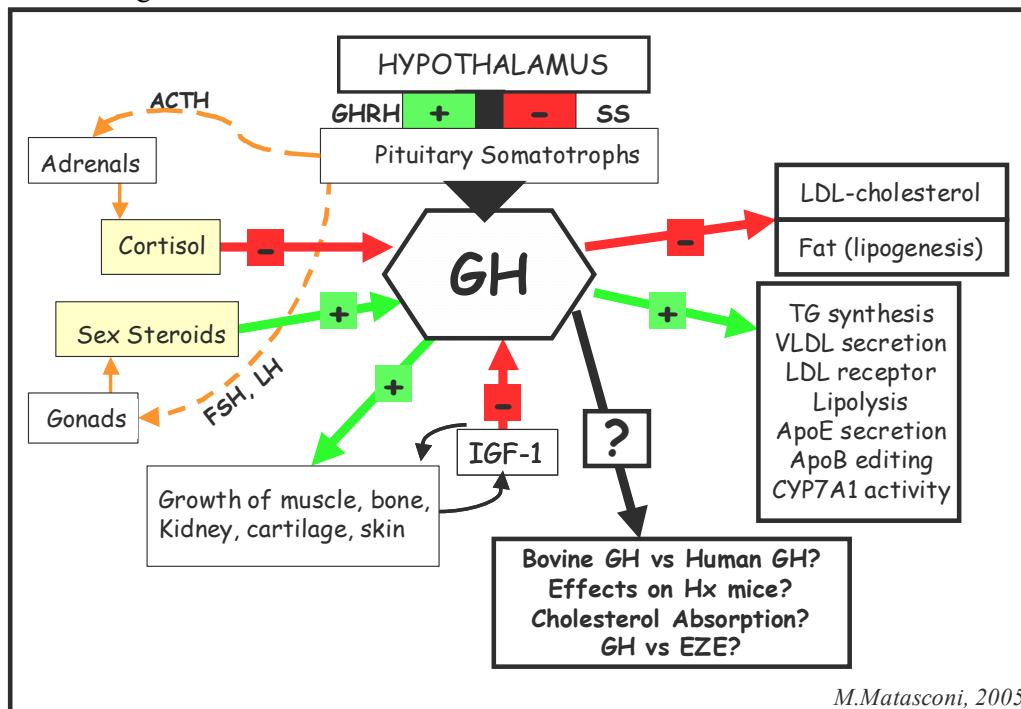 HYPOTHALAMUS
GHRH + - SS
Pituitary Somatotrophs
ACTH
Adrenals
Cortisol
-
GH
-
LDL-cholesterol
Fat (lipogenesis)
Sex Steroids
+
+
TG synthesis
VLDL secretion
LDL receptor
Lipolysis
ApoE secretion
ApoB editing
CYP7A1 activity
Gonads
FSH, LH
+
-
IGF-1
?
Growth of muscle, bone,
Kidney, cartilage, skin
Bovine GH vs Human GH?
Effects on Hx mice?
Cholesterol Absorption?
GH vs EZE?
M.Matasconi, 2005